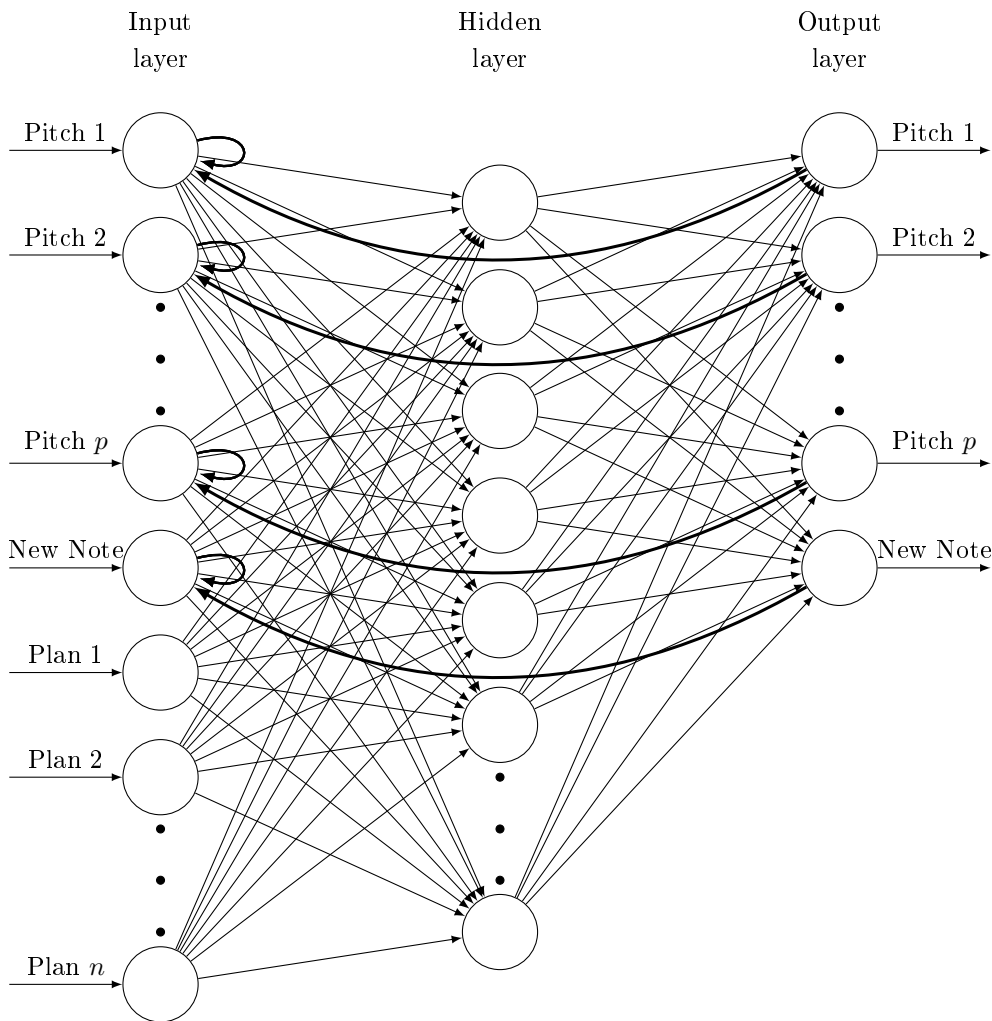 Input
layer
Hidden
layer
Output
layer
Pitch 1
Pitch 2
Pitch p
New Note
Plan 1
Plan 2
Plan n
Pitch 1
Pitch 2
Pitch p
New Note